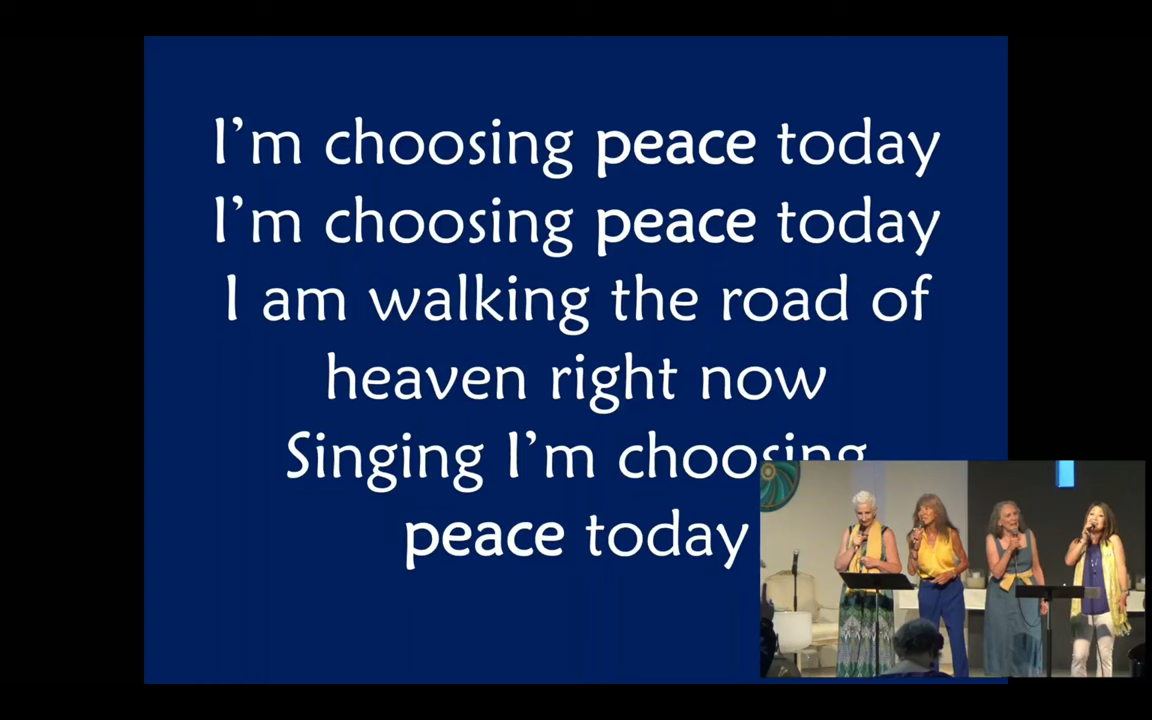 I'm choosing peace today
I'm choosing peace today
I am walking the road of
heaven right now
Singing I'm choosing
peace today